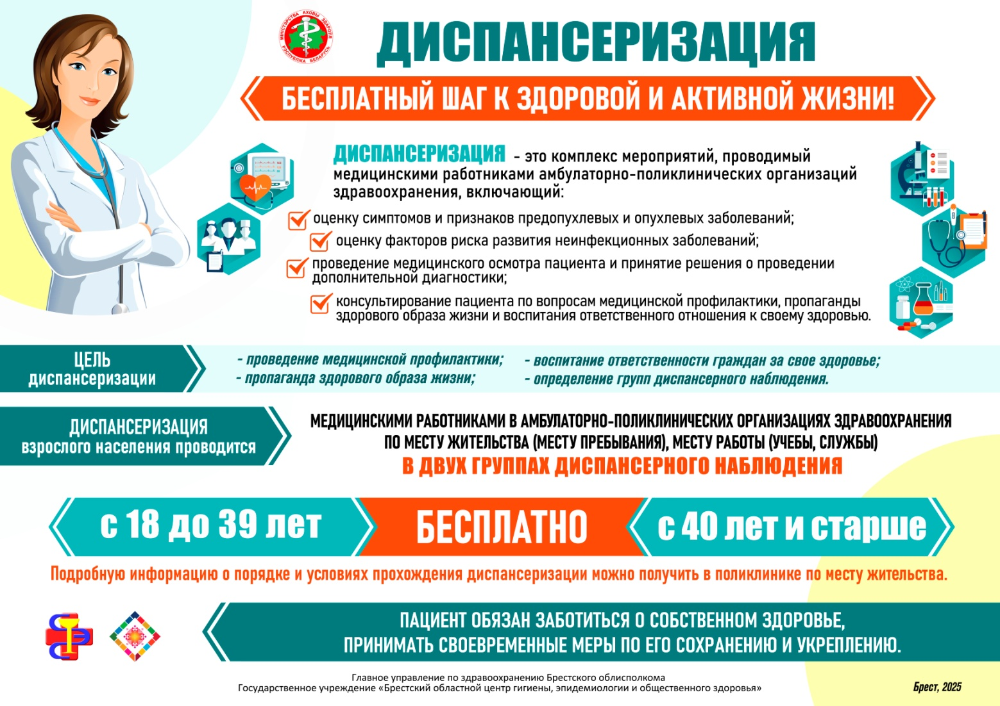 МІНІСТЭРСТВА АХОВЫ ЗДАРОЎЯ
РЭСПУБЛІКА БЕЛАРУСЬ
ДИСПАНСЕРИЗАЦИЯ
БЕСПЛАТНЫЙ ШАГ К ЗДОРОВОЙ И АКТИВНОЙ ЖИЗНИ!
ДИСПАНСЕРИЗАЦИЯ - это комплекс мероприятий, проводимый
медицинскими работниками амбулаторно-поликлинических организаций
здравоохранения, включающий:
оценку симптомов и признаков предопухлевых и опухлевых заболеваний;
оценку факторов риска развития неинфекционных заболеваний;
проведение медицинского осмотра пациента и принятие решения о проведении
дополнительной диагностики;
консультирование пациента по вопросам медицинской профилактики, пропаганды
здорового образа жизни и воспитания ответственного отношения к своему здоровью.
ЦЕЛЬ
диспансеризации
- проведение медицинской профилактики;
- пропаганда здорового образа жизни;
- воспитание ответственности граждан за свое здоровье;
- определение групп диспансерного наблюдения.
ДИСПАНСЕРИЗАЦИЯ
взрослого населения проводится
МЕДИЦИНСКИМИ РАБОТНИКАМИ В АМБУЛАТОРНО-ПОЛИКЛИНИЧЕСКИХ ОРГАНИЗАЦИЯХ ЗДРАВООХРАНЕНИЯ
ПО МЕСТУ ЖИТЕЛЬСТВА (МЕСТУ ПРЕБЫВАНИЯ), МЕСТУ РАБОТЫ (УЧЕБЫ, СЛУЖБЫ)
В ДВУХ ГРУППАХ ДИСПАНСЕРНОГО НАБЛЮДЕНИЯ
с 18 до 39 лет
БЕСПЛАТНО
с 40 лет и старше
Подробную информацию о порядке и условиях прохождения диспансеризации можно получить в поликлинике по месту жительства.
ПАЦИЕНТ ОБЯЗАН ЗАБОТИТЬСЯ О СОБСТВЕННОМ ЗДОРОВЬЕ,
ПРИНИМАТЬ СВОЕВРЕМЕННЫЕ МЕРЫ ПО ЕГО СОХРАНЕНИЮ И УКРЕПЛЕНИЮ.
Главное управление по здравоохранению Брестского облисполкома
Государственное учреждение «Брестский областной центр гигиены, эпидемиологии и общественного здоровья»
Брест, 2025